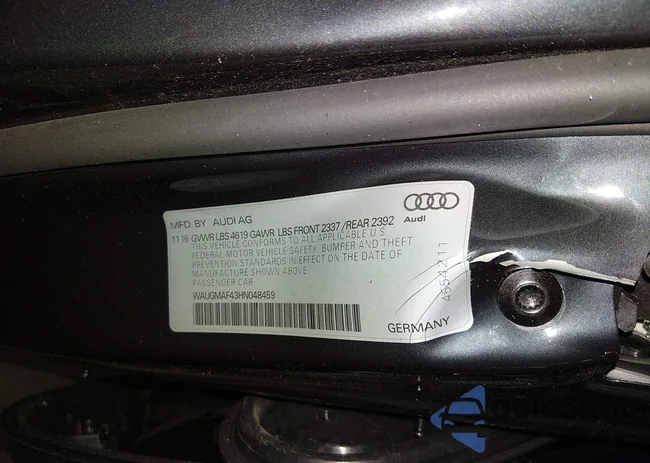 MFD. BY AUDI AG
Audi
11 16 GVWR LBS 4619 GAWR LBS FRONT 2337 /REAR 2392
THIS VEHICLE CONFORMS TO ALL APPLICABLE U S
FEDERAL MOTOR VEHICLE SAFETY, BUMPER AND THEFT
PREVENTION STANDARDS IN EFFECT ON THE DATE OF
MANUFACTURE SHOWN ABOVE
PASSENGER CAR
WAUGMAF43HN048459
GERMANY
4654211